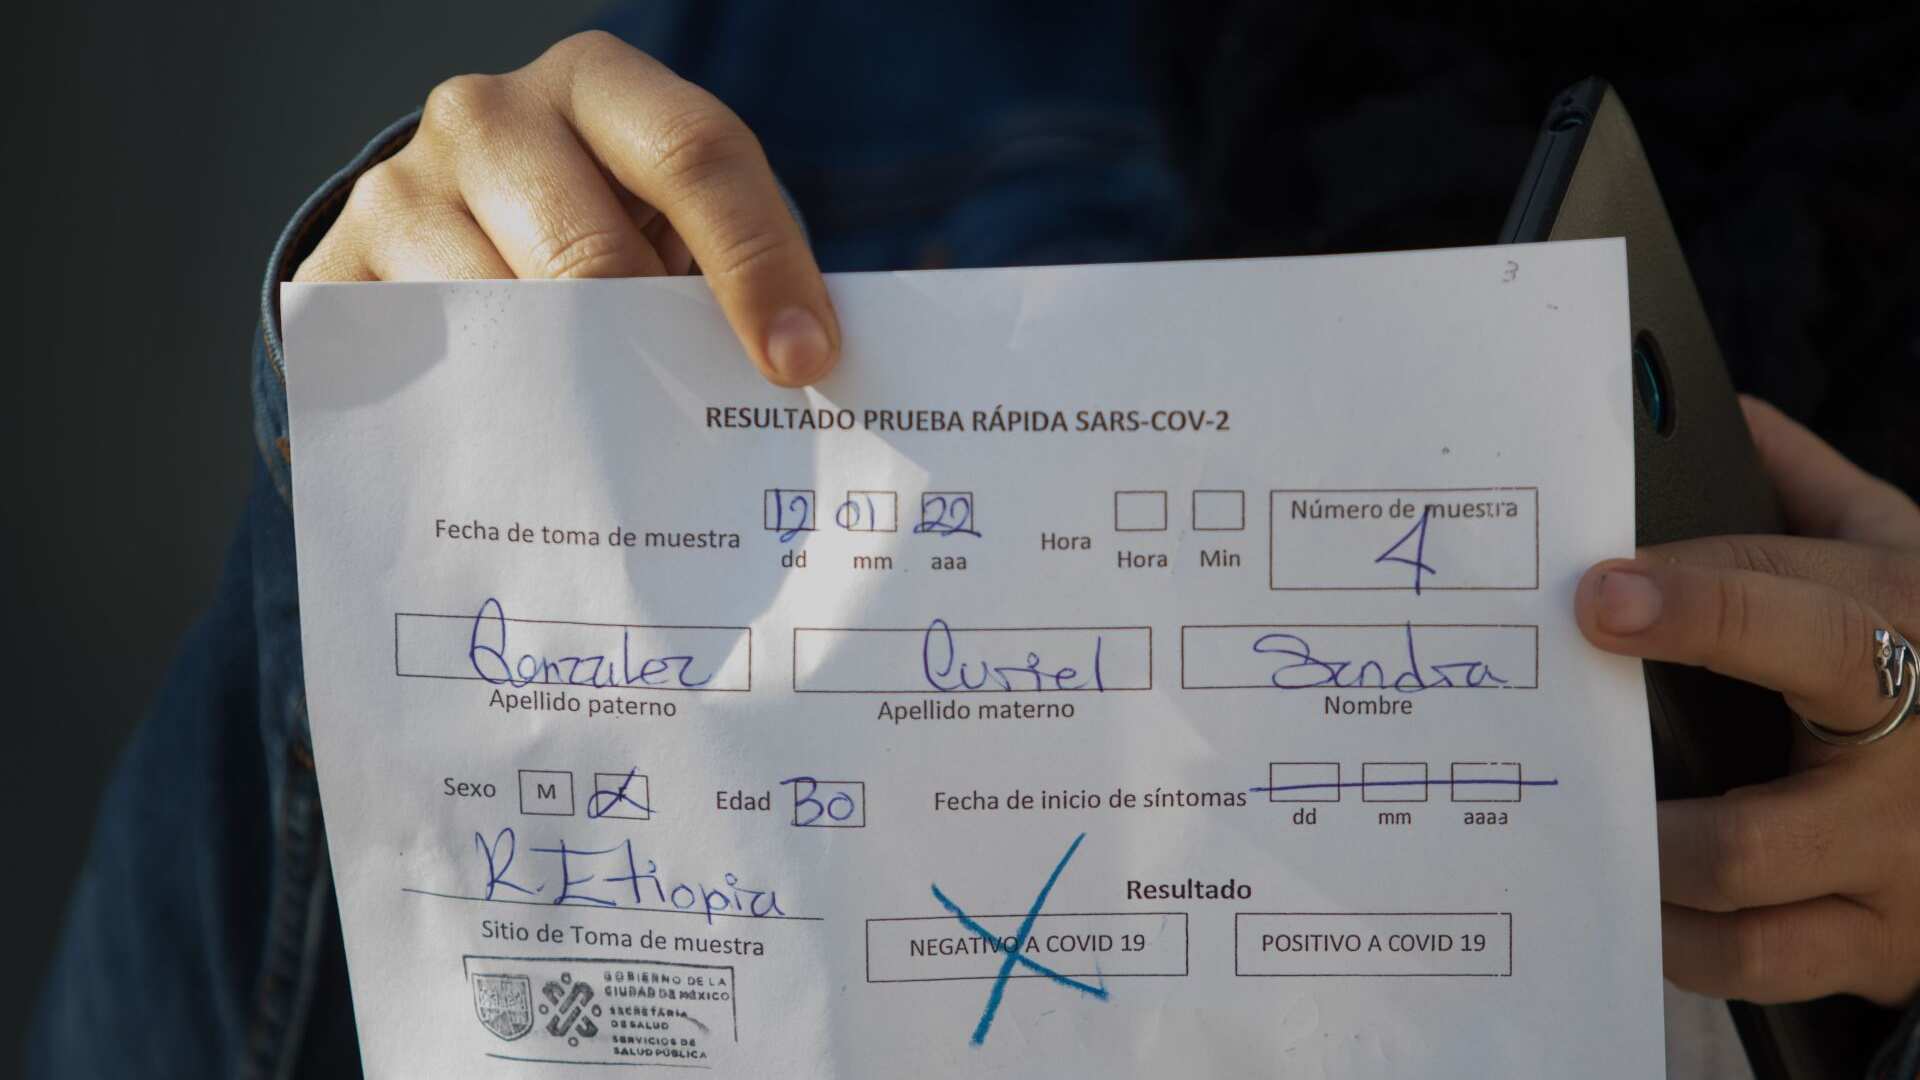 3
RESULTADO PRUEBA RÁPIDA SARS-COV-2
Fecha de toma de muestra 12 01 22 Hora Número de muestra
dd mm aaa Hora Min 4
Gonzalez Curiel Sandra
Apellido paterno Apellido materno Nombre
Sexo M Edad 30 Fecha de inicio de síntomas
dd mm aaaa
R. Etiopia
Resultado
Sitio de Toma de muestra NEGATIVO A COVID 19 POSITIVO A COVID 19
GOBIERNO DE LA
CIUDAD DE MÉXICO
SECRETARÍA
DE SALUD
SERVICIOS DE
SALUD PÚBLICA